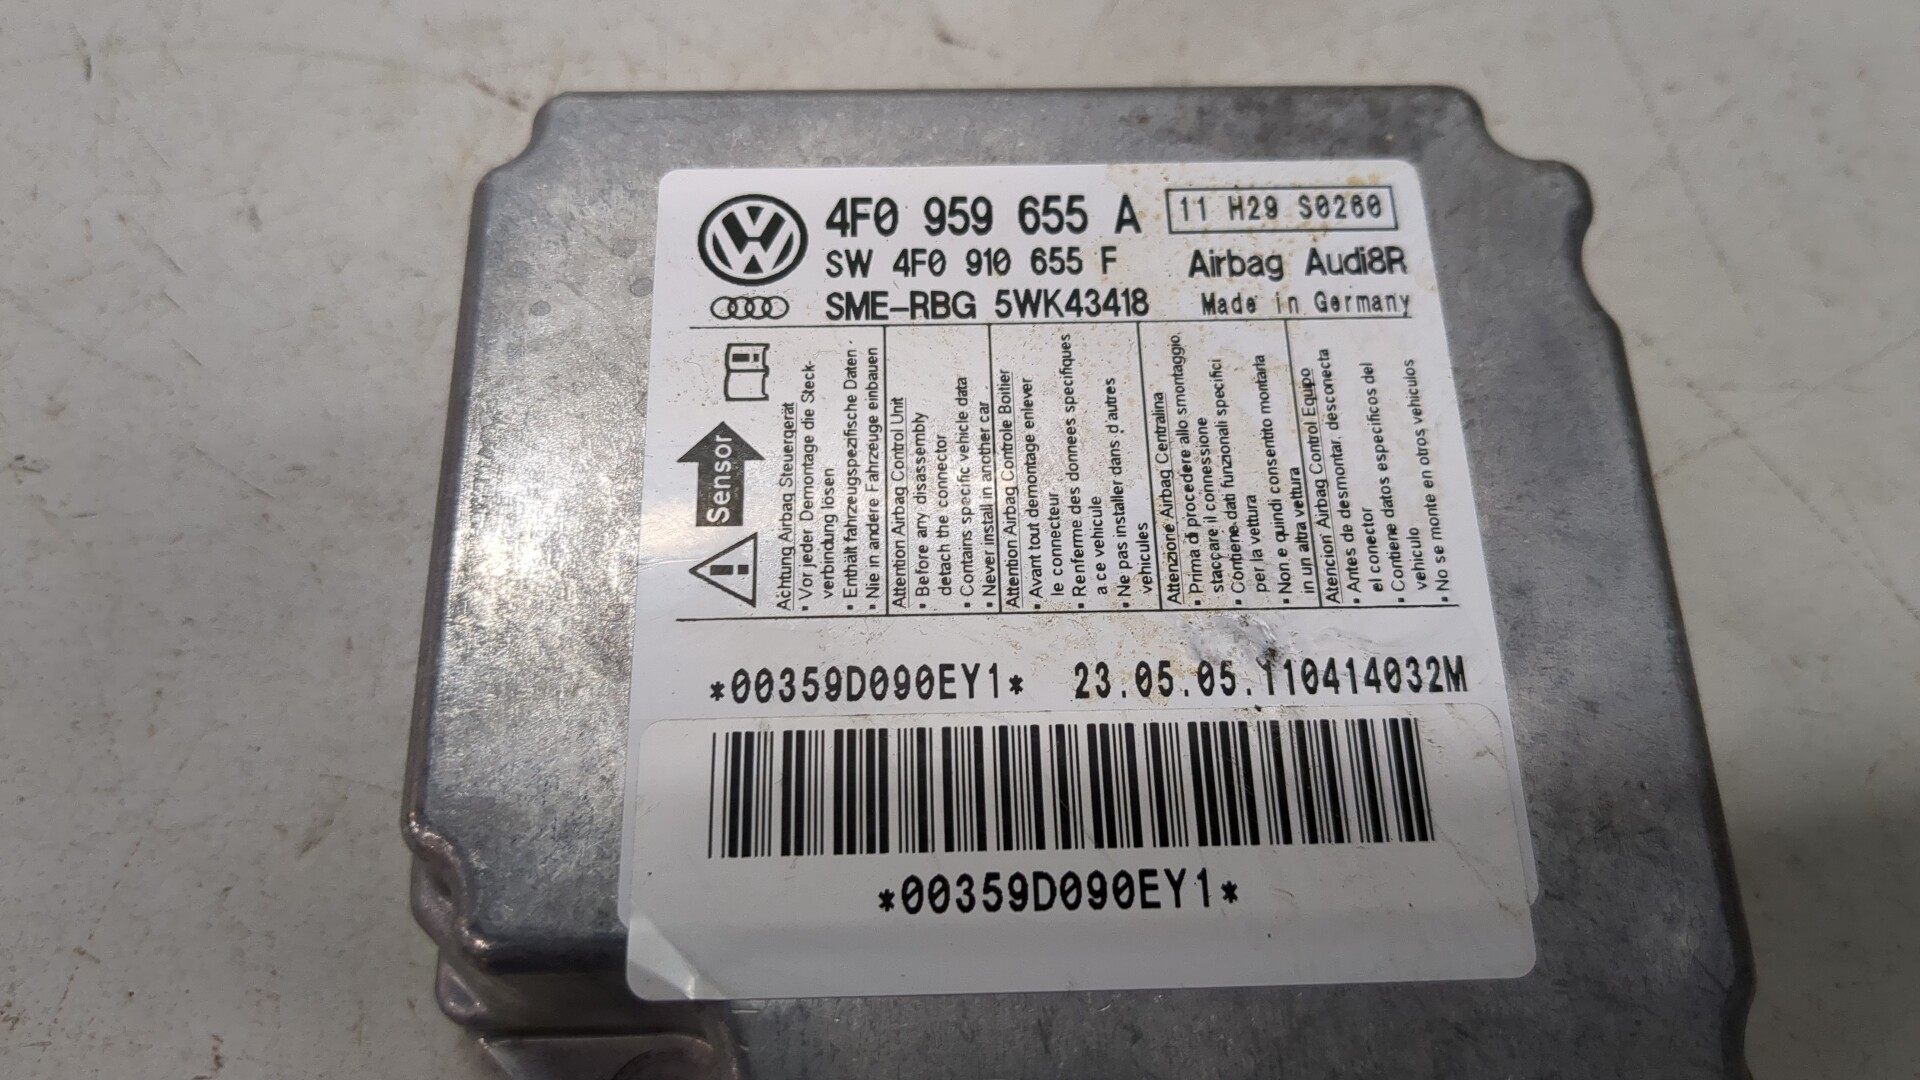 4F0 959 655 A
11 H29 S0260
SW 4F0 910 655 F
Airbag Audi8R
SME-RBG 5WK43418
Made in Germany
Sensor
Achtung Airbag Steuergerät
• Vor jeder Demontage die Steck-
verbindung lösen
• Enthält fahrzeugspezifische Daten
• Nie in andere Fahrzeuge einbauen
Attention Airbag Control Unit
• Before any disassembly
detach the connector
• Contains specific vehicle data
• Never install in another car
Attention Airbag Controle Boitier
• Avant tout demontage enlever
le connecteur
• Renferme des donnees specifiques
a ce vehicule
• Ne pas installer dans d'autres
vehicules
Attenzione Airbag Centralina
• Prima di procedere allo smontaggio
staccare il connessione
• Contiene dati funzionali specifici
per la vettura
• Non e quindi consentito montarla
in un altra vettura
Atencion Airbag Control Equipo
• Antes de desmontar, desconecta
el conector
• Contiene datos especificos del
vehiculo
• No se monte en otros vehiculos
*00359D090EY1* 23.05.05.110414032M
*00359D090EY1*